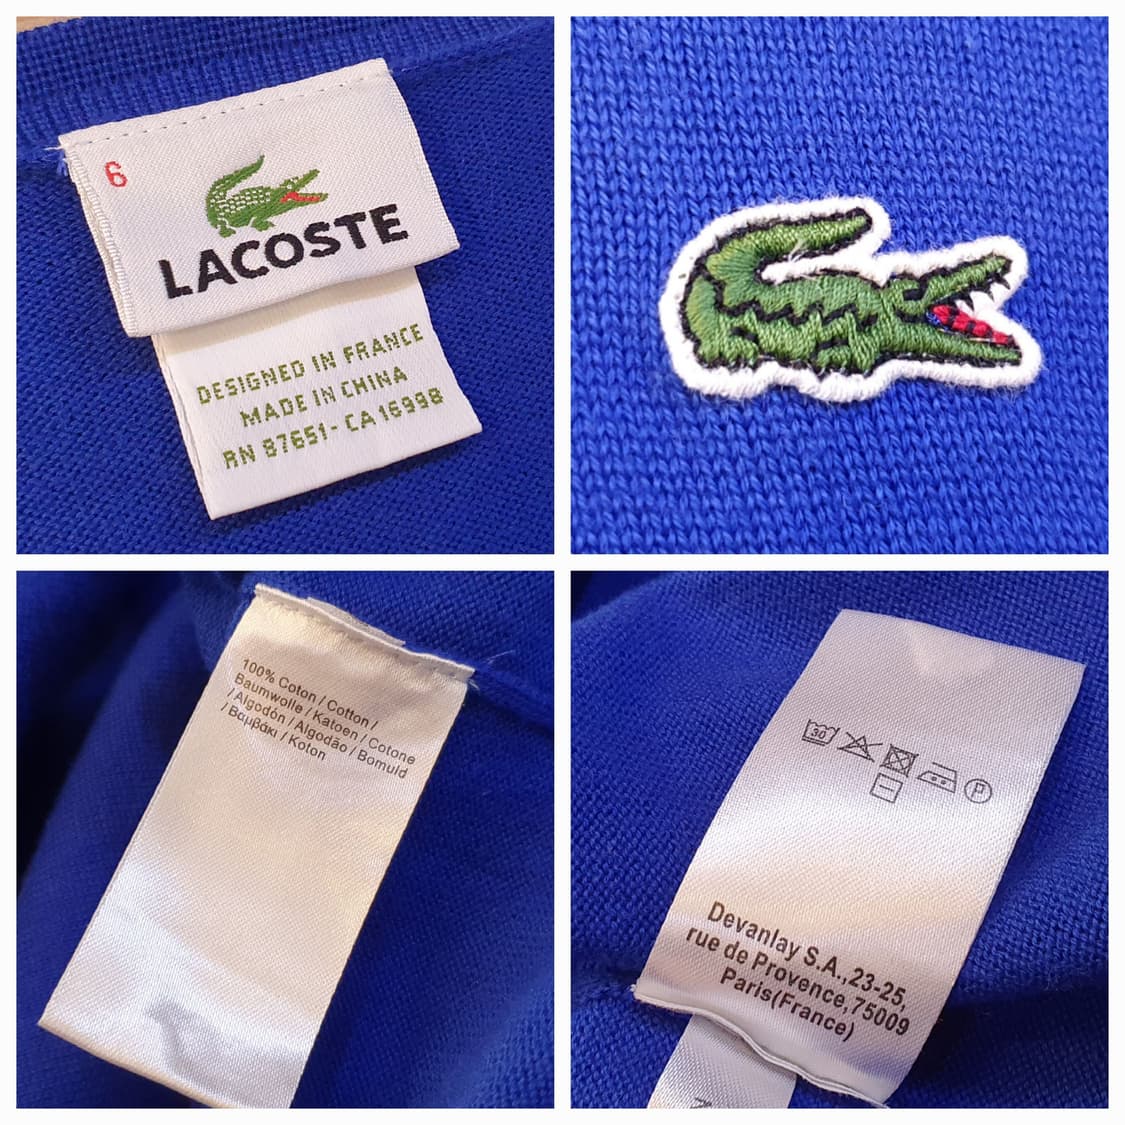 6
LACOSTE
DESIGNED IN FRANCE
MADE IN CHINA
RN 87651 - CA 16998
100% Coton / Cotton /
Baumwolle / Katoen / Cotone
/ Algodón / Algodão / Bomuld
/ Βαμβάκι / Koton
30
P
Devanlay S.A.,23-25,
rue de Provence,75009
Paris(France)